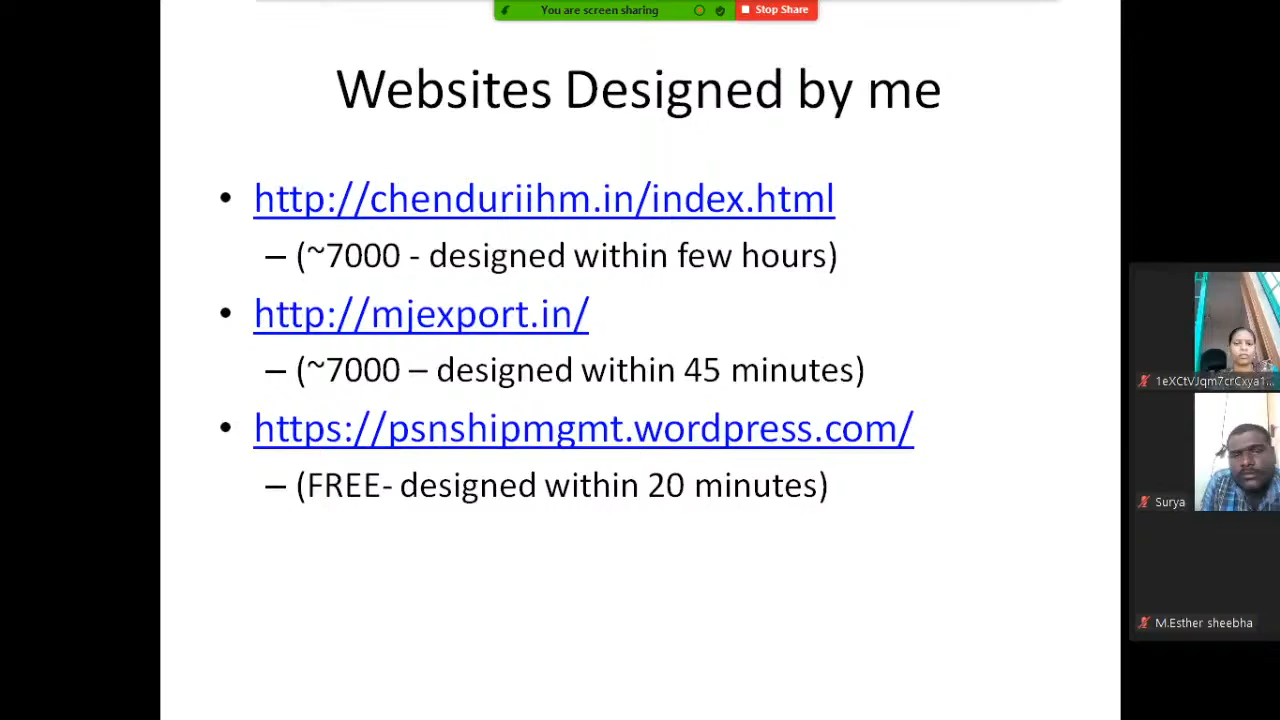 You are screen sharing
Stop Share
Websites Designed by me
• http://chenduriihm.in/index.html
– (~7000 - designed within few hours)
• http://mjexport.in/
– (~7000 – designed within 45 minutes)
• https://psnshipmgmt.wordpress.com/
– (FREE- designed within 20 minutes)
1eXCtVJqm7crCxya1...
Surya
M.Esther sheebha